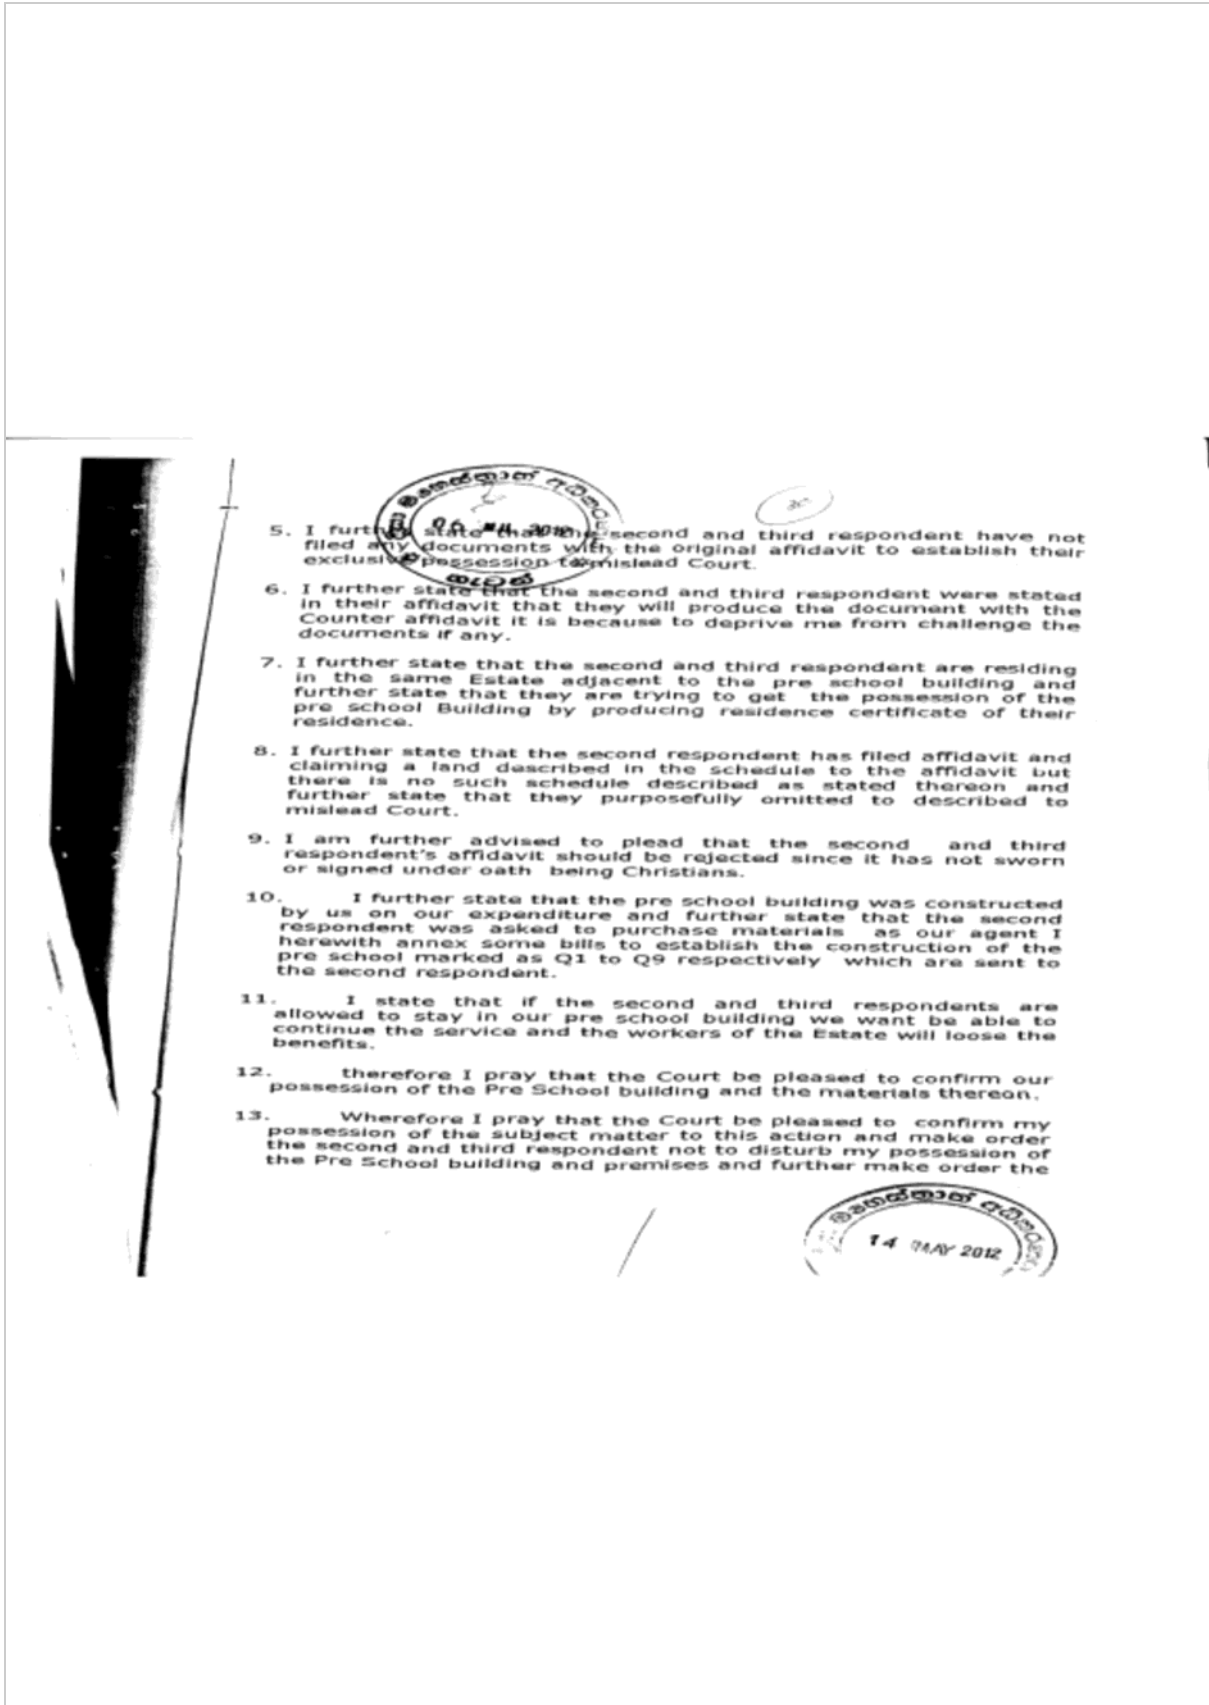 මහේස්ත්‍රාත් අධිකරණ
06 2012
හැටන්
5. I further state that the second and third respondent have not
filed any documents with the original affidavit to establish their
exclusive possession to mislead Court.
6. I further state that the second and third respondent were stated
in their affidavit that they will produce the document with the
Counter affidavit it is because to deprive me from challenge the
documents if any.
7. I further state that the second and third respondent are residing
in the same Estate adjacent to the pre school building and
further state that they are trying to get the possession of the
pre school Building by producing residence certificate of their
residence.
8. I further state that the second respondent has filed affidavit and
claiming a land described in the schedule to the affidavit but
there is no such schedule described as stated thereon and
further state that they purposefully omitted to described to
mislead Court.
9. I am further advised to plead that the second and third
respondent's affidavit should be rejected since it has not sworn
or signed under oath being Christians.
10. I further state that the pre school building was constructed
by us on our expenditure and further state that the second
respondent was asked to purchase materials as our agent I
herewith annex some bills to establish the construction of the
pre school marked as Q1 to Q9 respectively which are sent to
the second respondent.
11. I state that if the second and third respondents are
allowed to stay in our pre school building we want be able to
continue the service and the workers of the Estate will loose the
benefits.
12. therefore I pray that the Court be pleased to confirm our
possession of the Pre School building and the materials thereon.
13. Wherefore I pray that the Court be pleased to confirm my
possession of the subject matter to this action and make order
the second and third respondent not to disturb my possession of
the Pre School building and premises and further make order the
මහේස්ත්‍රාත් අධිකරණ
14 MAY 2012